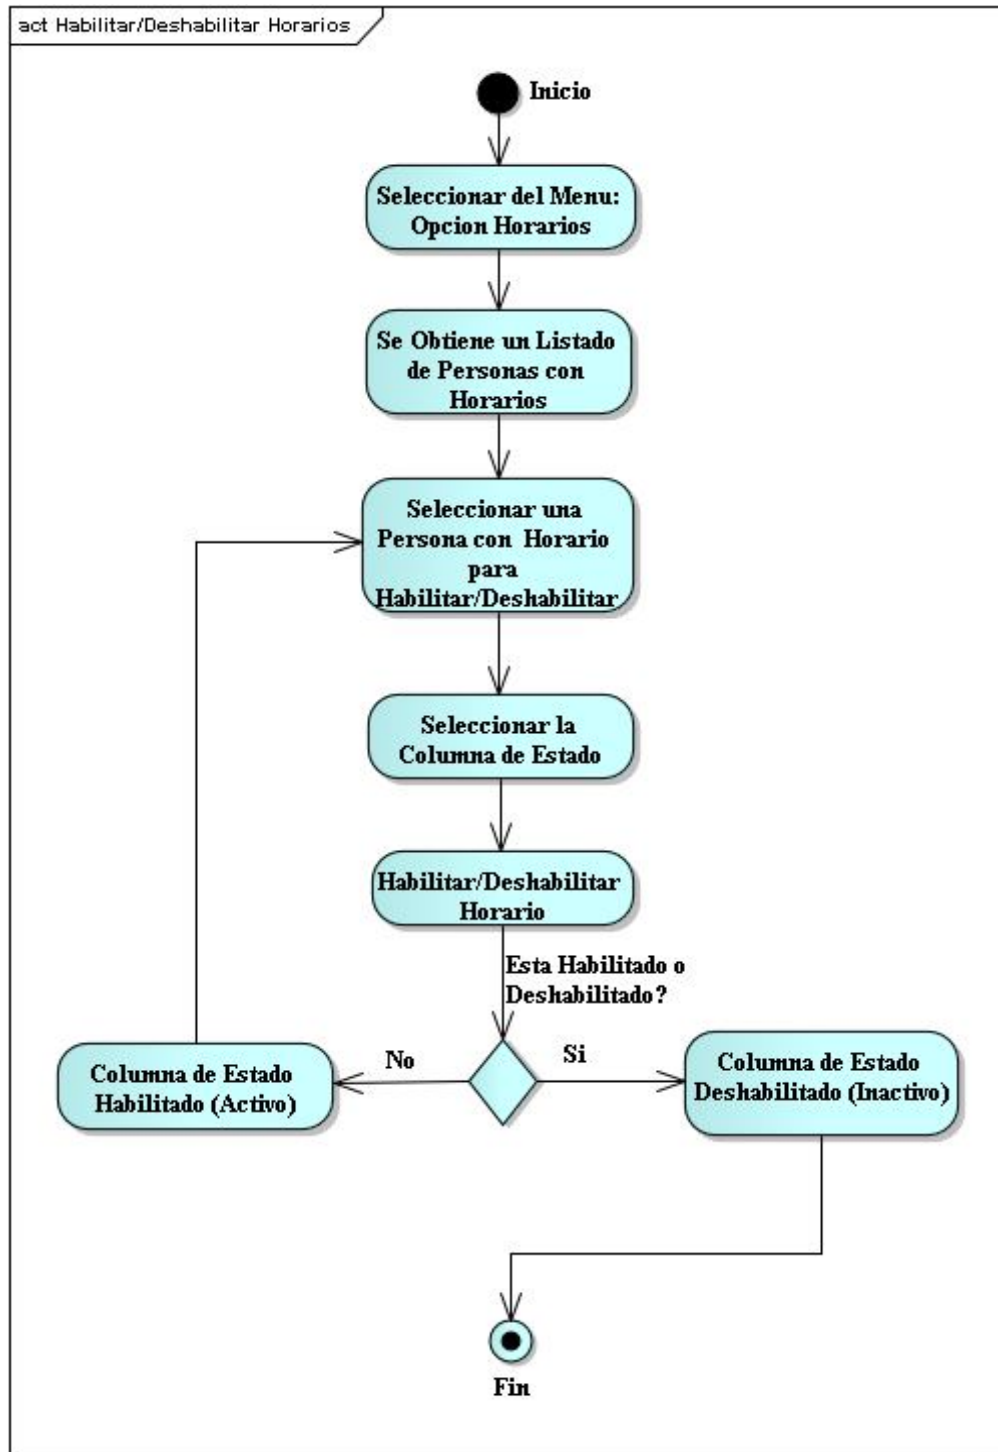 act Habilitar/Deshabilitar Horarios
Inicio
Seleccionar del Menu:
Opcion Horarios
Se Obtiene un Listado
de Personas con
Horarios
Seleccionar una
Persona con Horario
para
Habilitar/Deshabilitar
Seleccionar la
Columna de Estado
Habilitar/Deshabilitar
Horario
Esta Habilitado o
Deshabilitado?
No
Si
Columna de Estado
Habilitado (Activo)
Columna de Estado
Deshabilitado (Inactivo)
Fin